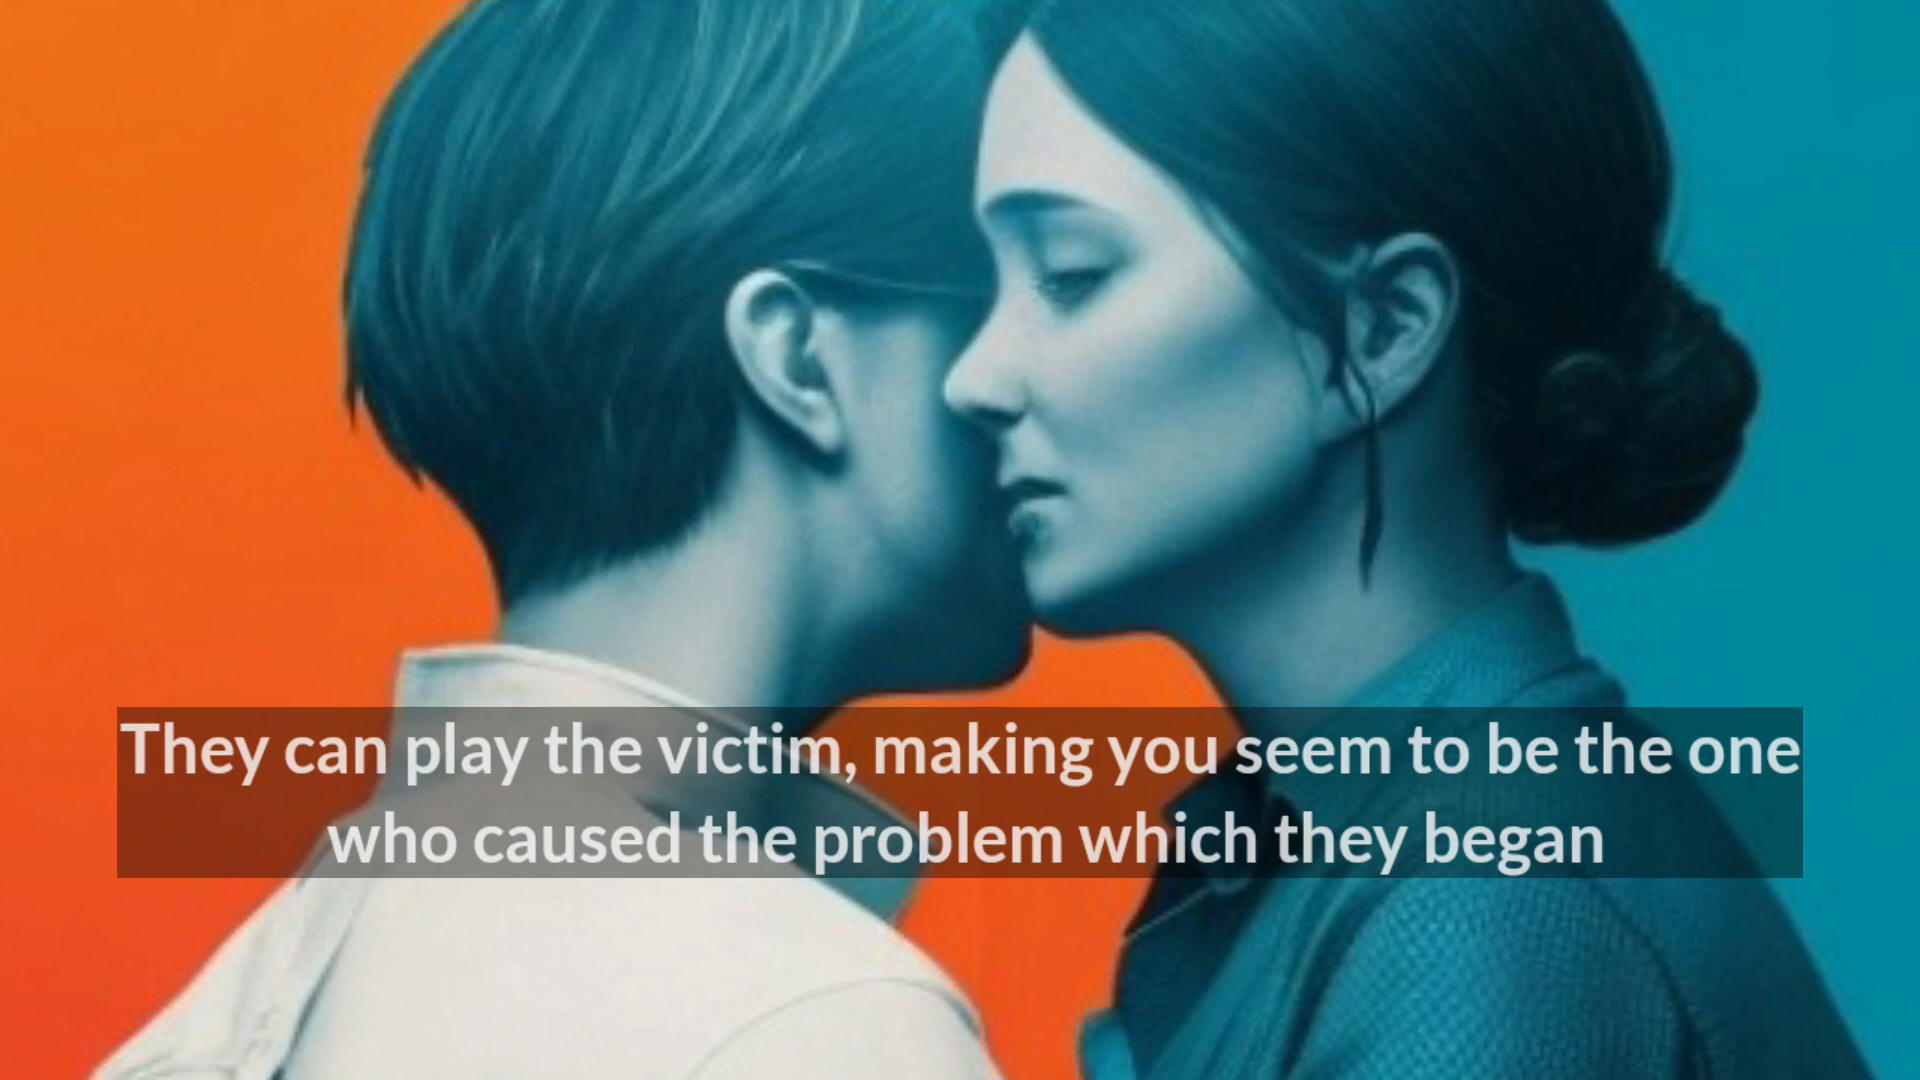 They can play the victim, making you seem to be the one
who caused the problem which they began